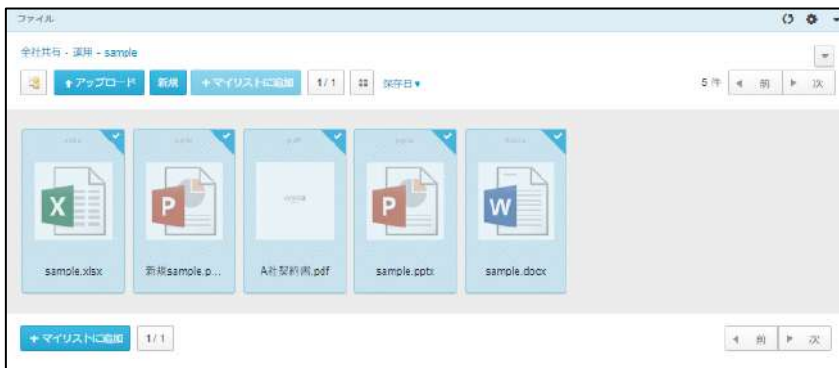 ファイル
全社共有 - 運用 - sample
アップロード 新規 +マイリストに追加 1/1 保存日▼ 5 件 前 次
X P P W
sample.xlsx 新規sample.p... A社契約書.pdf sample.pptx sample.docx
+マイリストに追加 1/1 前 次